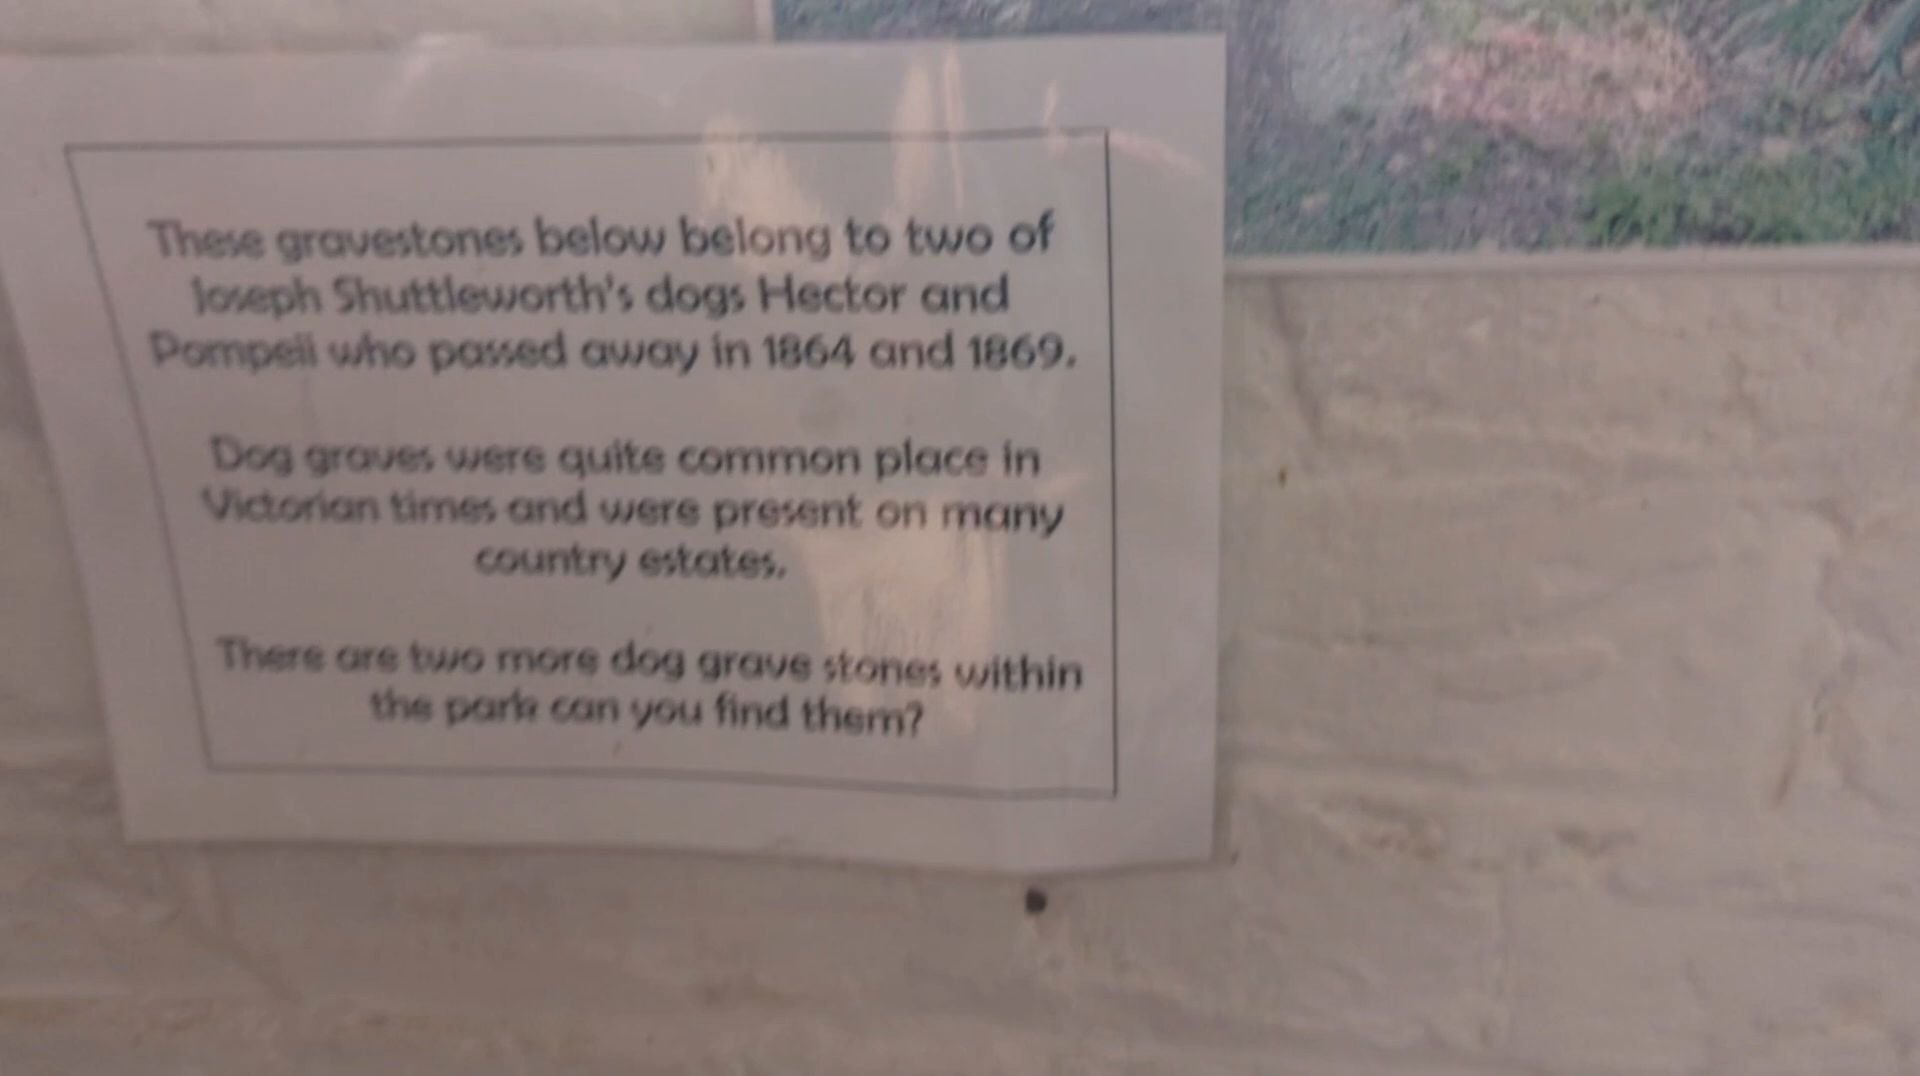 These gravestones below belong to two of
Joseph Shuttleworth's dogs Hector and
Pompeii who passed away in 1864 and 1869.
Dog graves were quite common place in
Victorian times and were present on many
country estates.
There are two more dog grave stones within
the park can you find them?